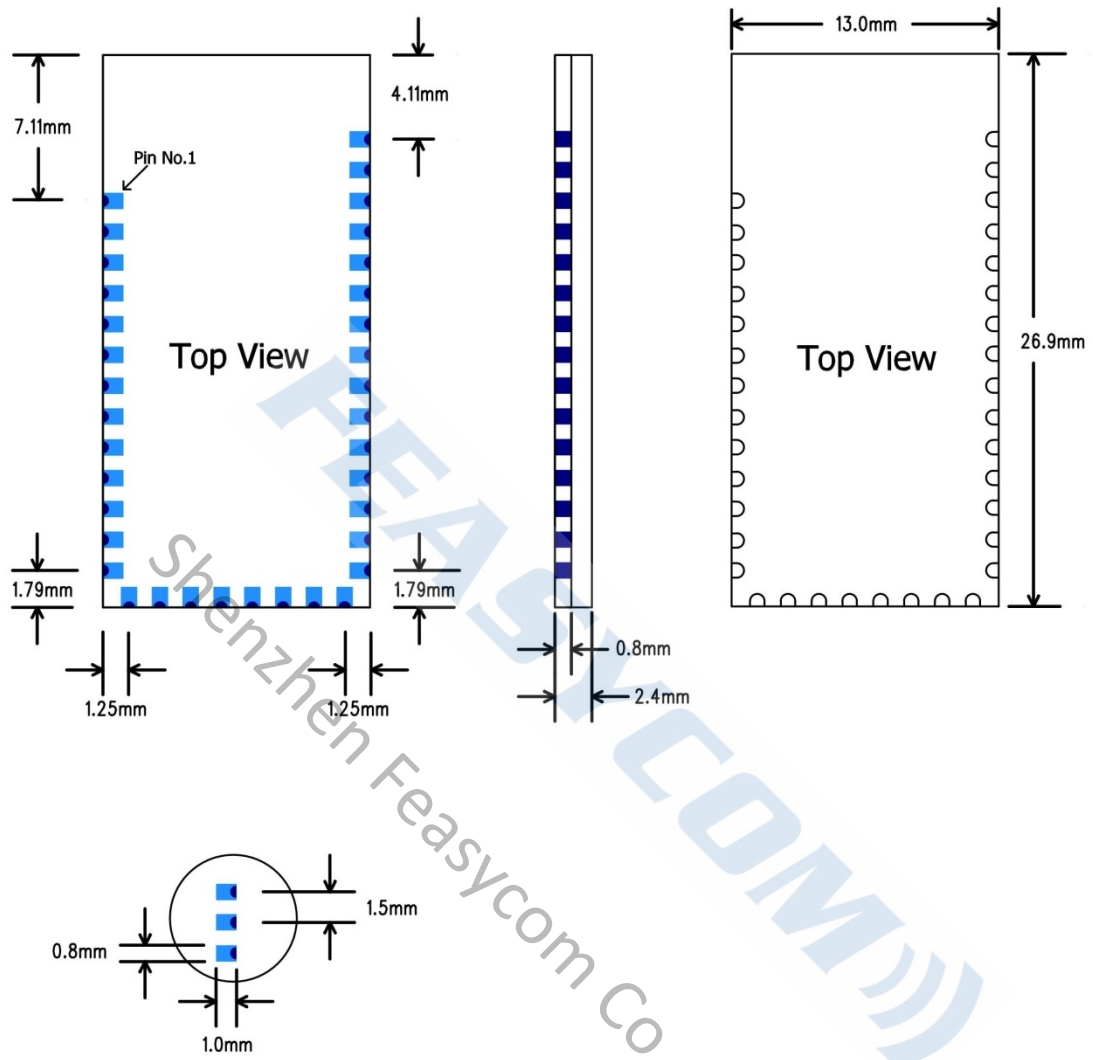 13.0mm
4.11mm
7.11mm
Pin No.1
26.9mm
Top View
Top View
1.79mm
1.79mm
0.8mm
2.4mm
1.25mm
1.25mm
1.5mm
0.8mm
1.0mm
FEASYCOM
Shenzhen Feasycom Co